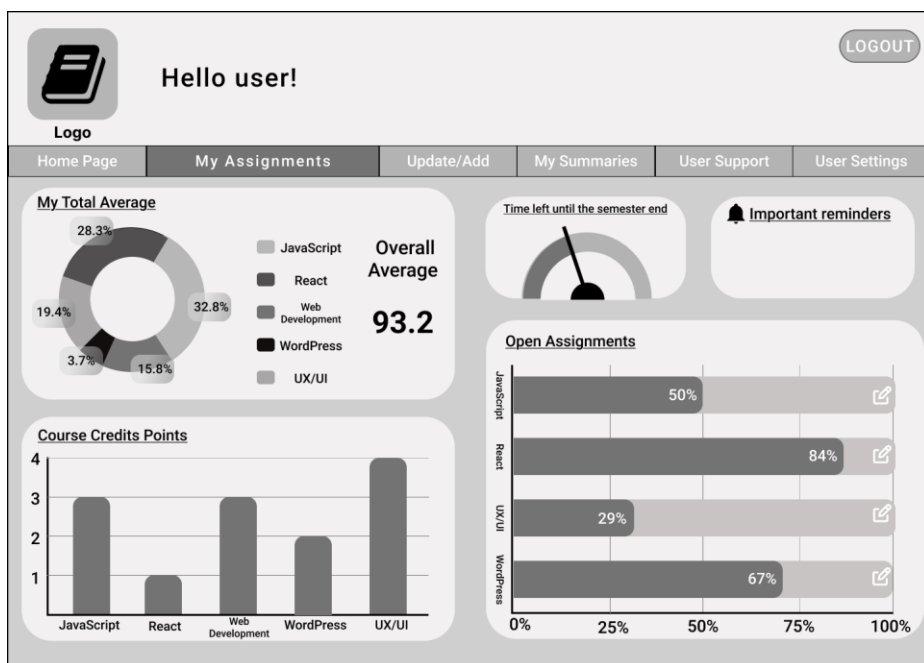 LOGOUT
Hello user!
Logo
Home Page
My Assignments
Update/Add
My Summaries
User Support
User Settings
My Total Average
28.3%
19.4%
32.8%
3.7%
15.8%
JavaScript
React
Web
Development
WordPress
UX/UI
Overall
Average
93.2
Time left until the semester end
Important reminders
Course Credits Points
4
3
2
1
JavaScript
React
Web
Development
WordPress
UX/UI
Open Assignments
JavaScript
50%
React
84%
UX/UI
29%
WordPress
67%
0%
25%
50%
75%
100%